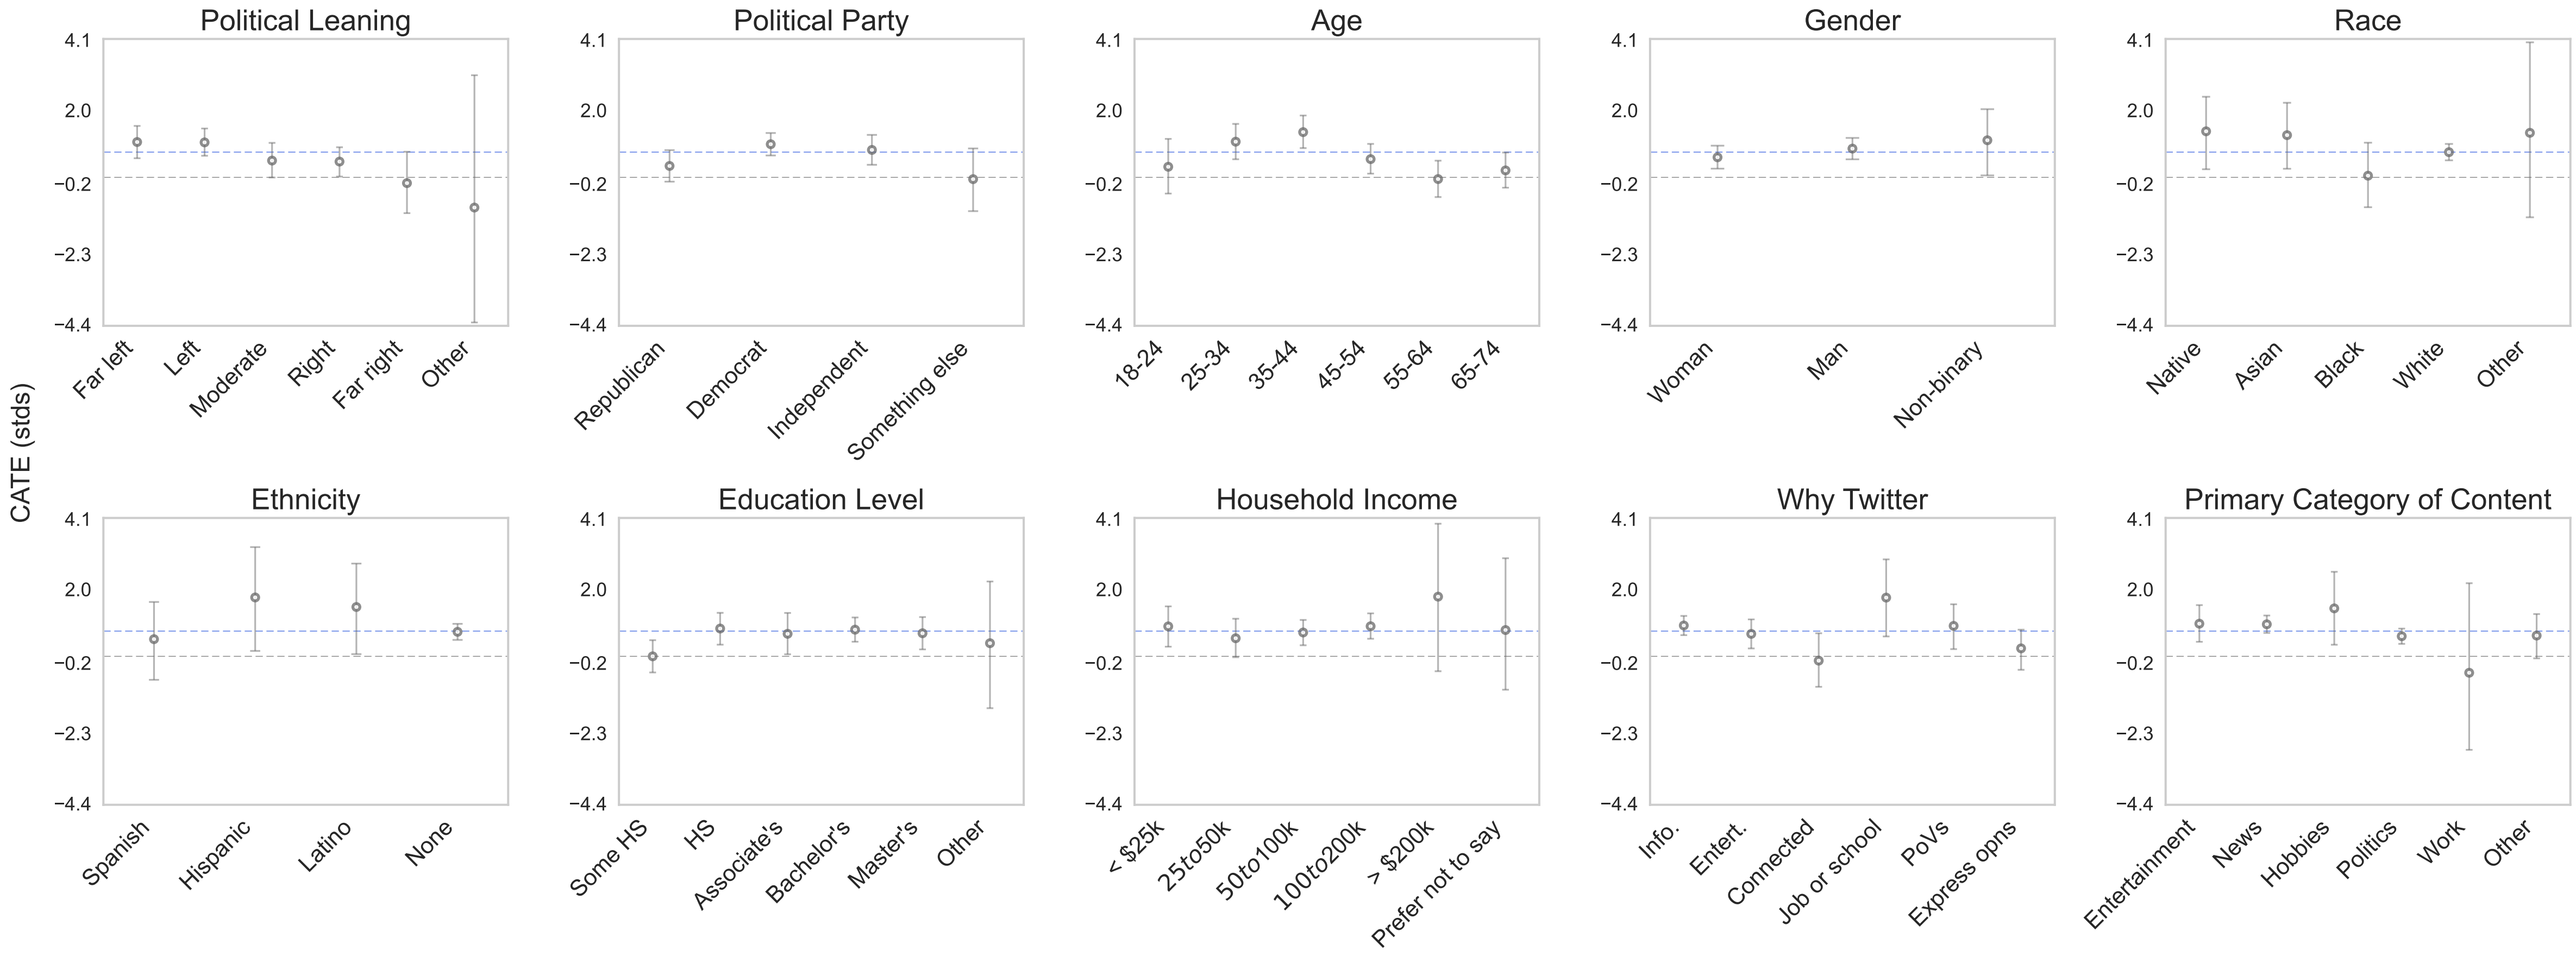 Political Leaning
4.1
2.0
−0.2
−2.3
−4.4
Far left
Left
Moderate
Right
Far right
Other
Political Party
4.1
2.0
−0.2
−2.3
−4.4
Republican
Democrat
Independent
Something else
Age
4.1
2.0
−0.2
−2.3
−4.4
18-24
25-34
35-44
45-54
55-64
65-74
Gender
4.1
2.0
−0.2
−2.3
−4.4
Woman
Man
Non-binary
Race
4.1
2.0
−0.2
−2.3
−4.4
Native
Asian
Black
White
Other
CATE (stds)
Ethnicity
4.1
2.0
−0.2
−2.3
−4.4
Spanish
Hispanic
Latino
None
Education Level
4.1
2.0
−0.2
−2.3
−4.4
Some HS
HS
Associate's
Bachelor's
Master's
Other
Household Income
4.1
2.0
−0.2
−2.3
−4.4
< $25k
25to50k
50to100k
100to200k
> $200k
Prefer not to say
Why Twitter
4.1
2.0
−0.2
−2.3
−4.4
Info.
Entert.
Connected
Job or school
PoVs
Express opns
Primary Category of Content
4.1
2.0
−0.2
−2.3
−4.4
Entertainment
News
Hobbies
Politics
Work
Other